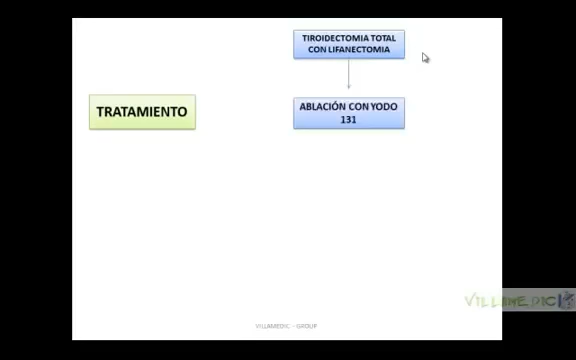 TIROIDECTOMIA TOTAL
CON LIFANECTOMIA
TRATAMIENTO
ABLACIÓN CON YODO
131
VILLAMEDIC
VILLAMEDIC - GROUP